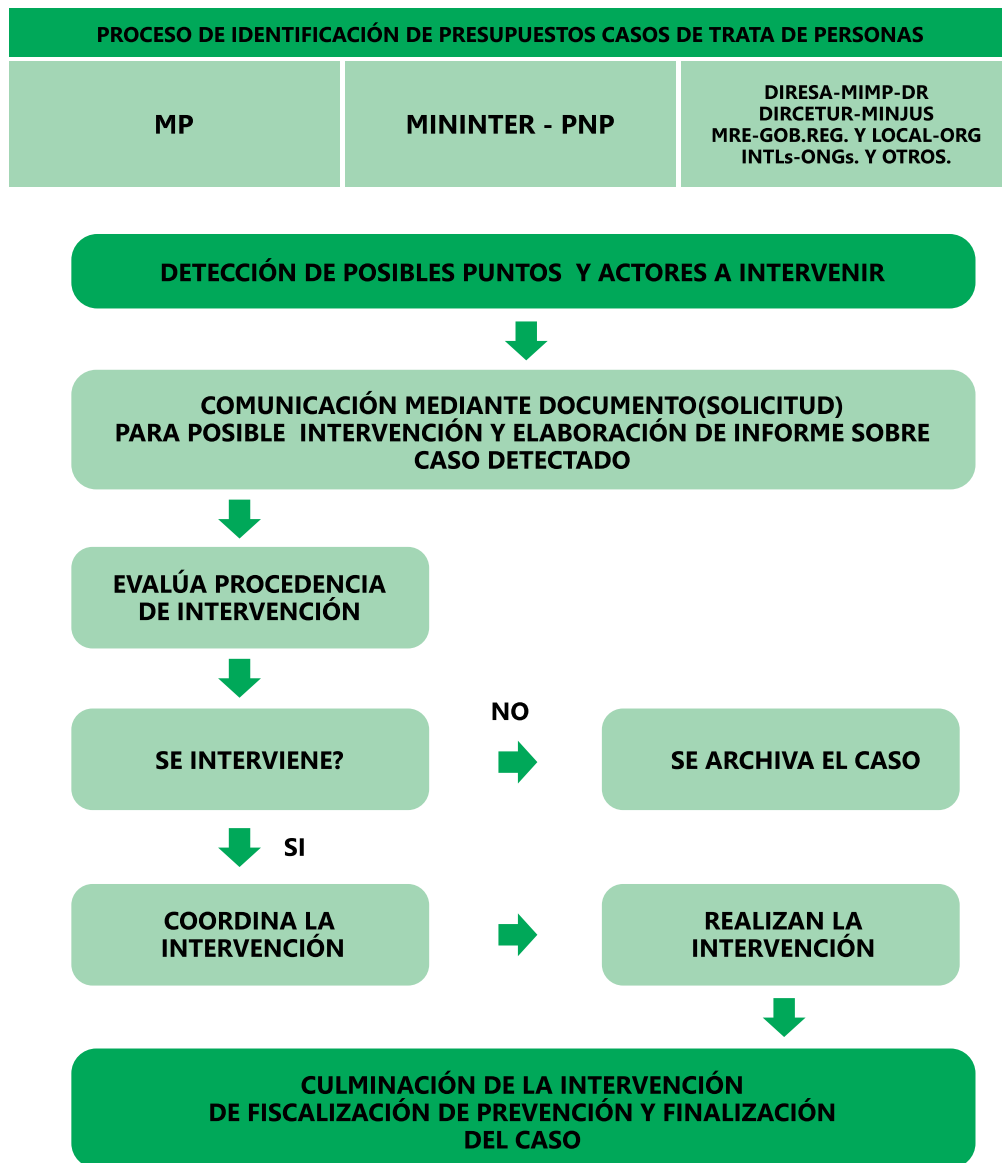 PROCESO DE IDENTIFICACIÓN DE PRESUPUESTOS CASOS DE TRATA DE PERSONAS
MP
MININTER - PNP
DIRESA-MIMP-DR
DIRCETUR-MINJUS
MRE-GOB.REG. Y LOCAL-ORG
INTLs-ONGs. Y OTROS.
DETECCIÓN DE POSIBLES PUNTOS Y ACTORES A INTERVENIR
COMUNICACIÓN MEDIANTE DOCUMENTO(SOLICITUD)
PARA POSIBLE INTERVENCIÓN Y ELABORACIÓN DE INFORME SOBRE
CASO DETECTADO
EVALÚA PROCEDENCIA
DE INTERVENCIÓN
SE INTERVIENE?
NO
SE ARCHIVA EL CASO
SI
COORDINA LA
INTERVENCIÓN
REALIZAN LA
INTERVENCIÓN
CULMINACIÓN DE LA INTERVENCIÓN
DE FISCALIZACIÓN DE PREVENCIÓN Y FINALIZACIÓN
DEL CASO